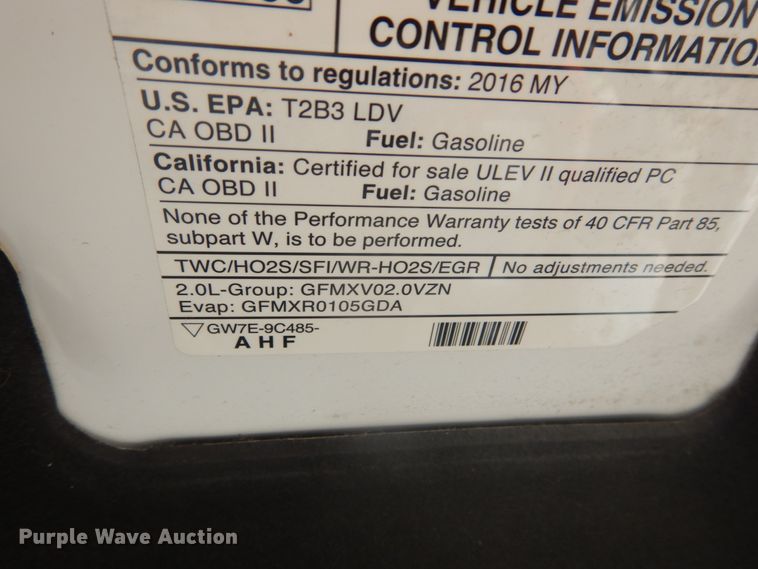 VEHICLE EMISSION
CONTROL INFORMATIO
Conforms to regulations: 2016 MY
U.S. EPA: T2B3 LDV
CA OBD II Fuel: Gasoline
California: Certified for sale ULEV II qualified PC
CA OBD II Fuel: Gasoline
None of the Performance Warranty tests of 40 CFR Part 85,
subpart W, is to be performed.
TWC/HO2S/SFI/WR-HO2S/EGR No adjustments needed.
2.0L-Group: GFMXV02.0VZN
Evap: GFMXR0105GDA
GW7E-9C485-
AHF
Purple Wave Auction